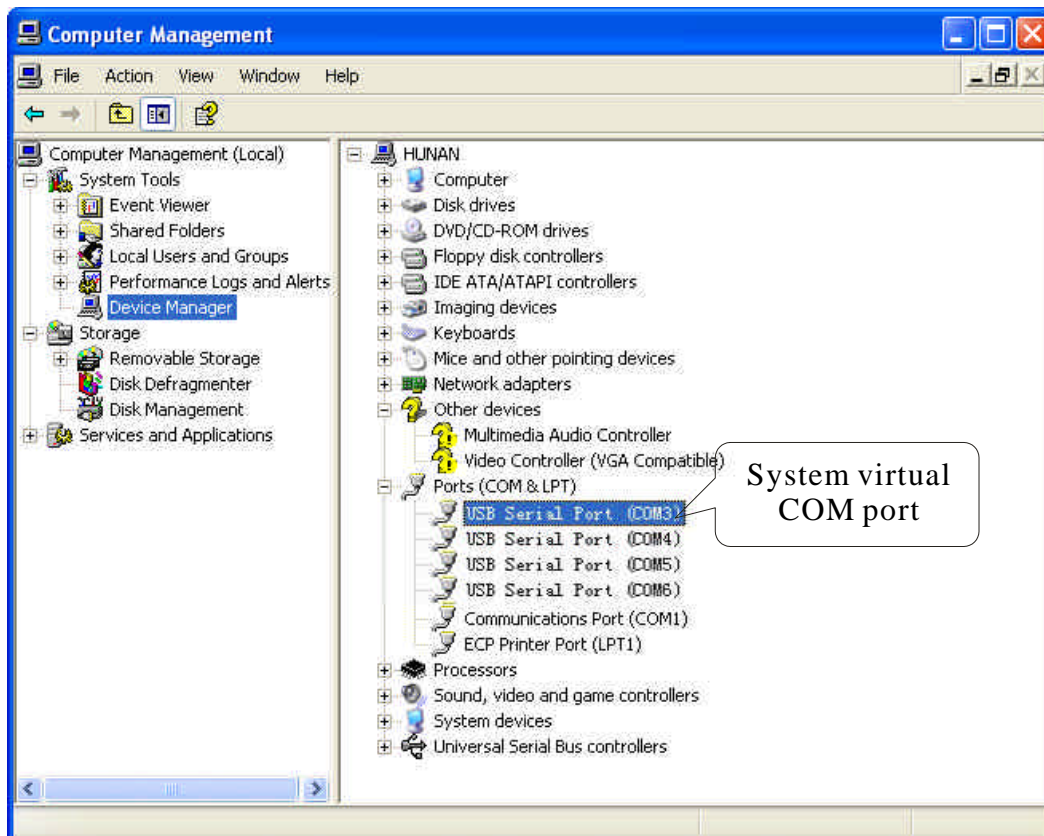 Computer Management
File Action View Window Help
Computer Management (Local)
System Tools
Event Viewer
Shared Folders
Local Users and Groups
Performance Logs and Alerts
Device Manager
Storage
Removable Storage
Disk Defragmenter
Disk Management
Services and Applications
HUNAN
Computer
Disk drives
DVD/CD-ROM drives
Floppy disk controllers
IDE ATA/ATAPI controllers
Imaging devices
Keyboards
Mice and other pointing devices
Network adapters
Other devices
Multimedia Audio Controller
Video Controller (VGA Compatible)
Ports (COM & LPT)
USB Serial Port (COM3)
USB Serial Port (COM4)
USB Serial Port (COM5)
USB Serial Port (COM6)
Communications Port (COM1)
ECP Printer Port (LPT1)
Processors
Sound, video and game controllers
System devices
Universal Serial Bus controllers
System virtual
COM port